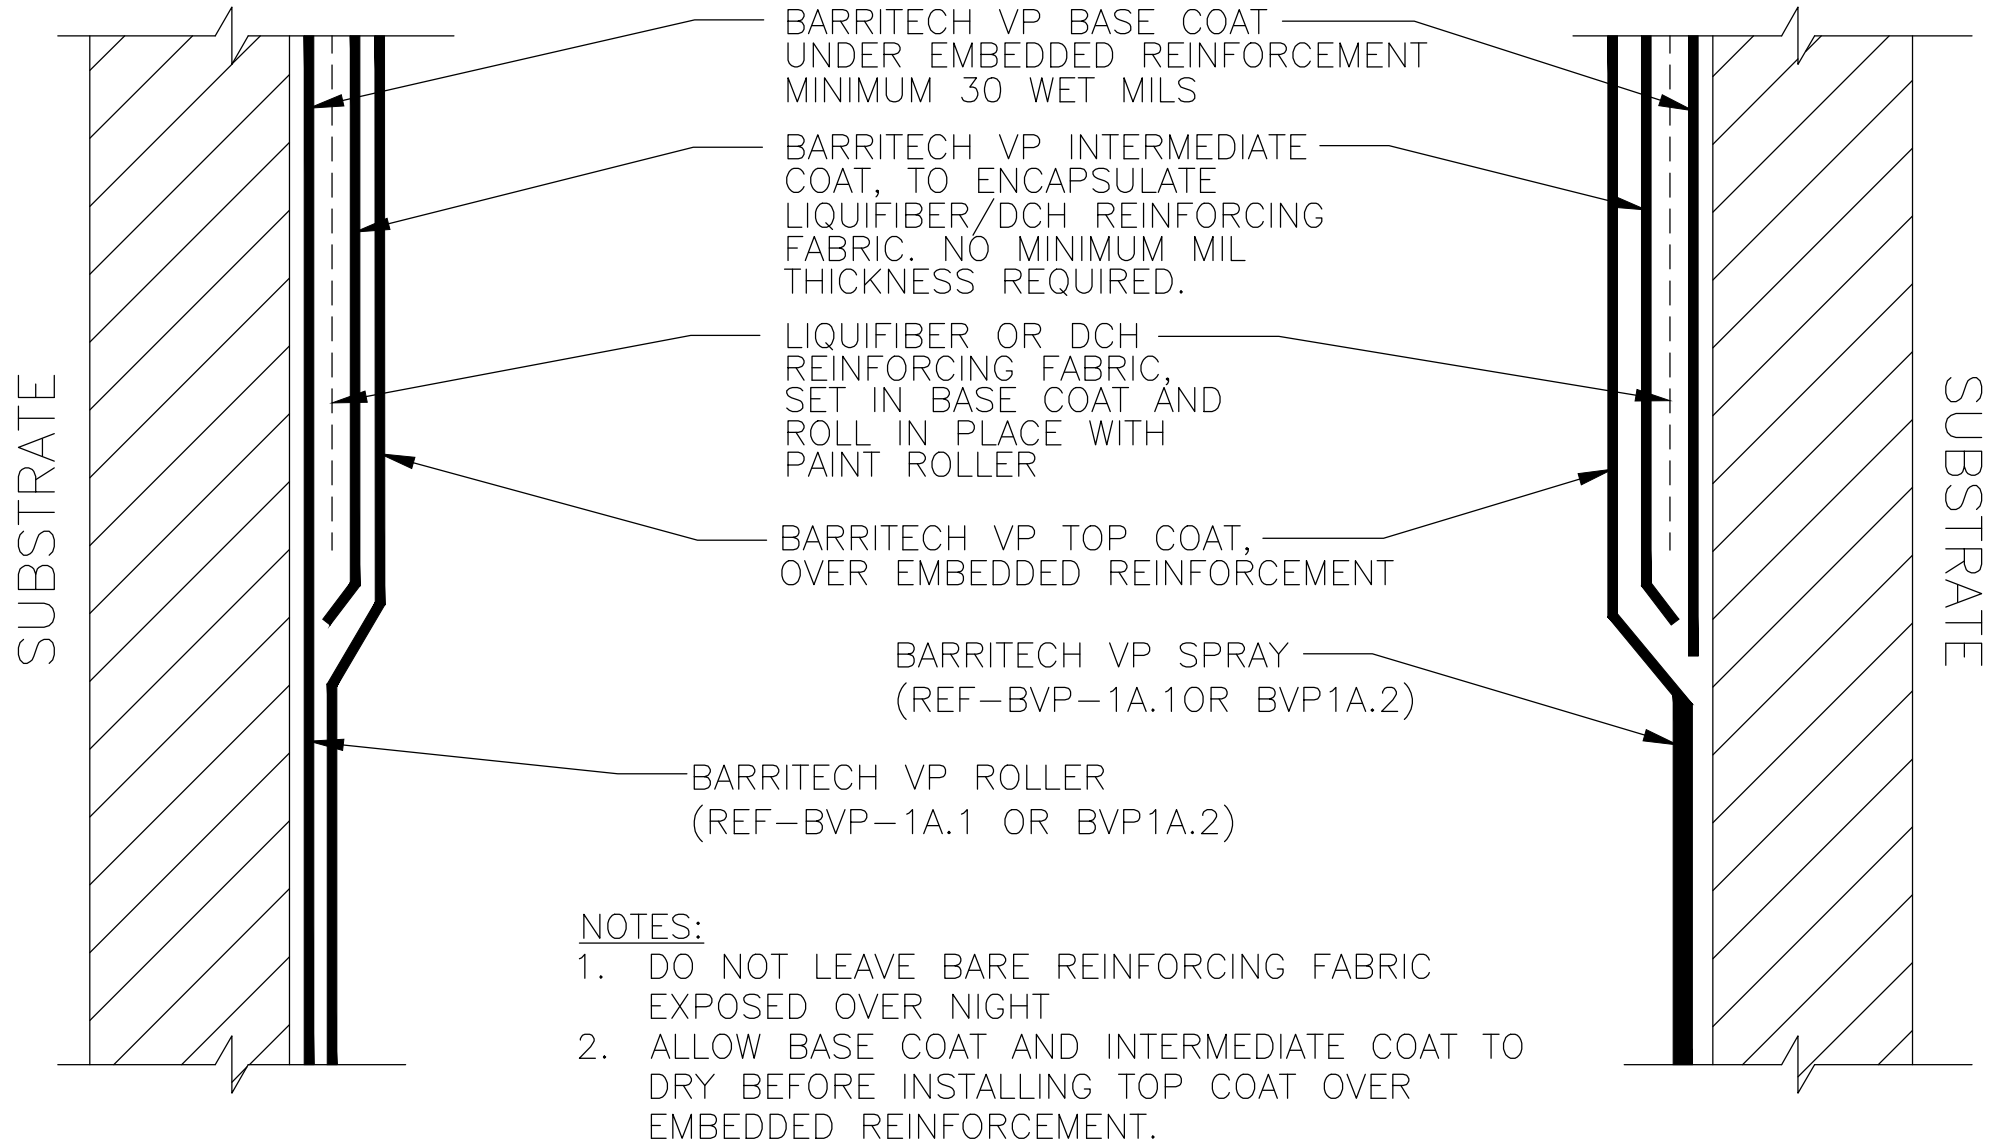 BARRITECH VP BASE COAT
UNDER EMBEDDED REINFORCEMENT
MINIMUM 30 WET MILS
BARRITECH VP INTERMEDIATE
COAT, TO ENCAPSULATE
LIQUIFIBER/DCH REINFORCING
FABRIC. NO MINIMUM MIL
THICKNESS REQUIRED.
LIQUIFIBER OR DCH
REINFORCING FABRIC,
SET IN BASE COAT AND
ROLL IN PLACE WITH
PAINT ROLLER
SUBSTRATE
SUBSTRATE
BARRITECH VP TOP COAT,
OVER EMBEDDED REINFORCEMENT
BARRITECH VP SPRAY
(REF-BVP-1A.1OR BVP1A.2)
BARRITECH VP ROLLER
(REF-BVP-1A.1 OR BVP1A.2)
NOTES:
1. DO NOT LEAVE BARE REINFORCING FABRIC
EXPOSED OVER NIGHT
2. ALLOW BASE COAT AND INTERMEDIATE COAT TO
DRY BEFORE INSTALLING TOP COAT OVER
EMBEDDED REINFORCEMENT.